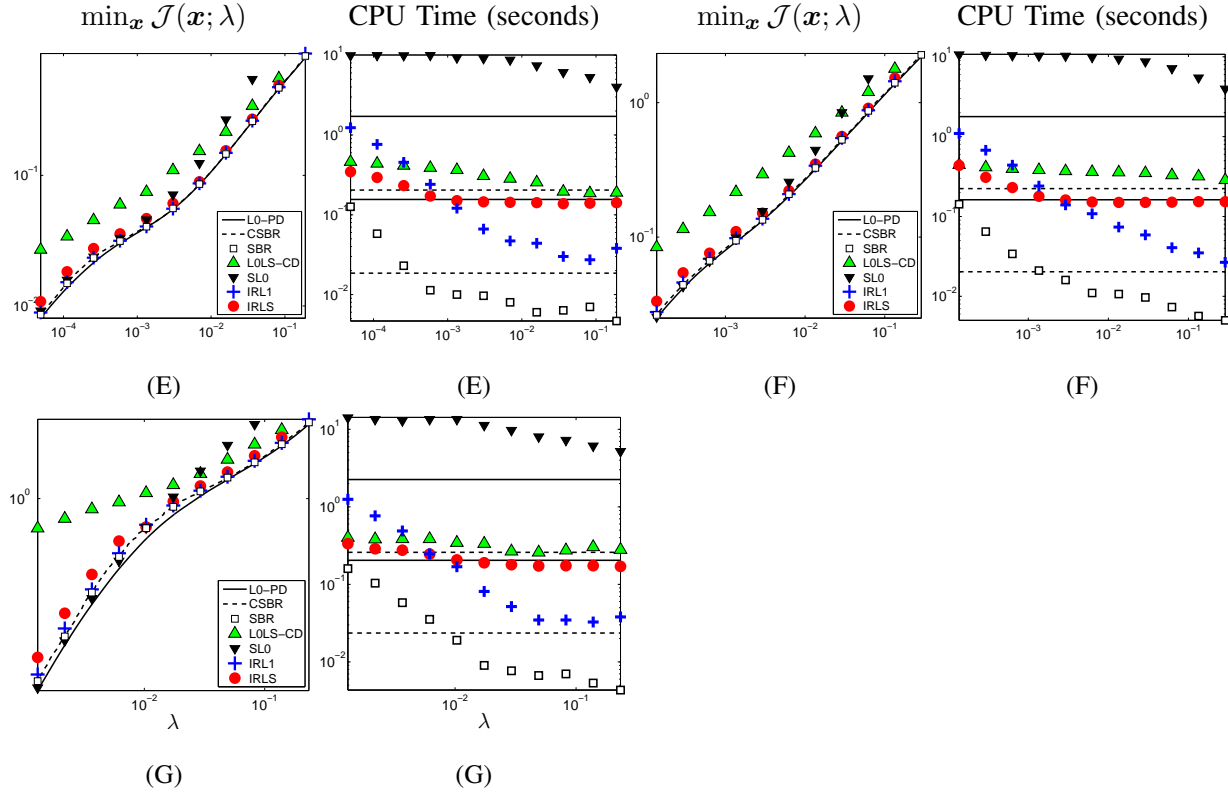 min_x J(x; λ) CPU Time (seconds) min_x J(x; λ) CPU Time (seconds)
10^-1
10^-2
10^-4 10^-3 10^-2 10^-1
L0-PD
CSBR
SBR
L0LS-CD
SL0
IRL1
IRLS
10^1
10^0
10^-1
10^-2
10^-4 10^-3 10^-2 10^-1
10^0
10^-1
10^-3 10^-2 10^-1
L0-PD
CSBR
SBR
L0LS-CD
SL0
IRL1
IRLS
10^1
10^0
10^-1
10^-2
10^-3 10^-2 10^-1
(E) (E) (F) (F)
10^0
10^-2 10^-1
λ
L0-PD
CSBR
SBR
L0LS-CD
SL0
IRL1
IRLS
10^1
10^0
10^-1
10^-2
10^-2 10^-1
λ
(G) (G)